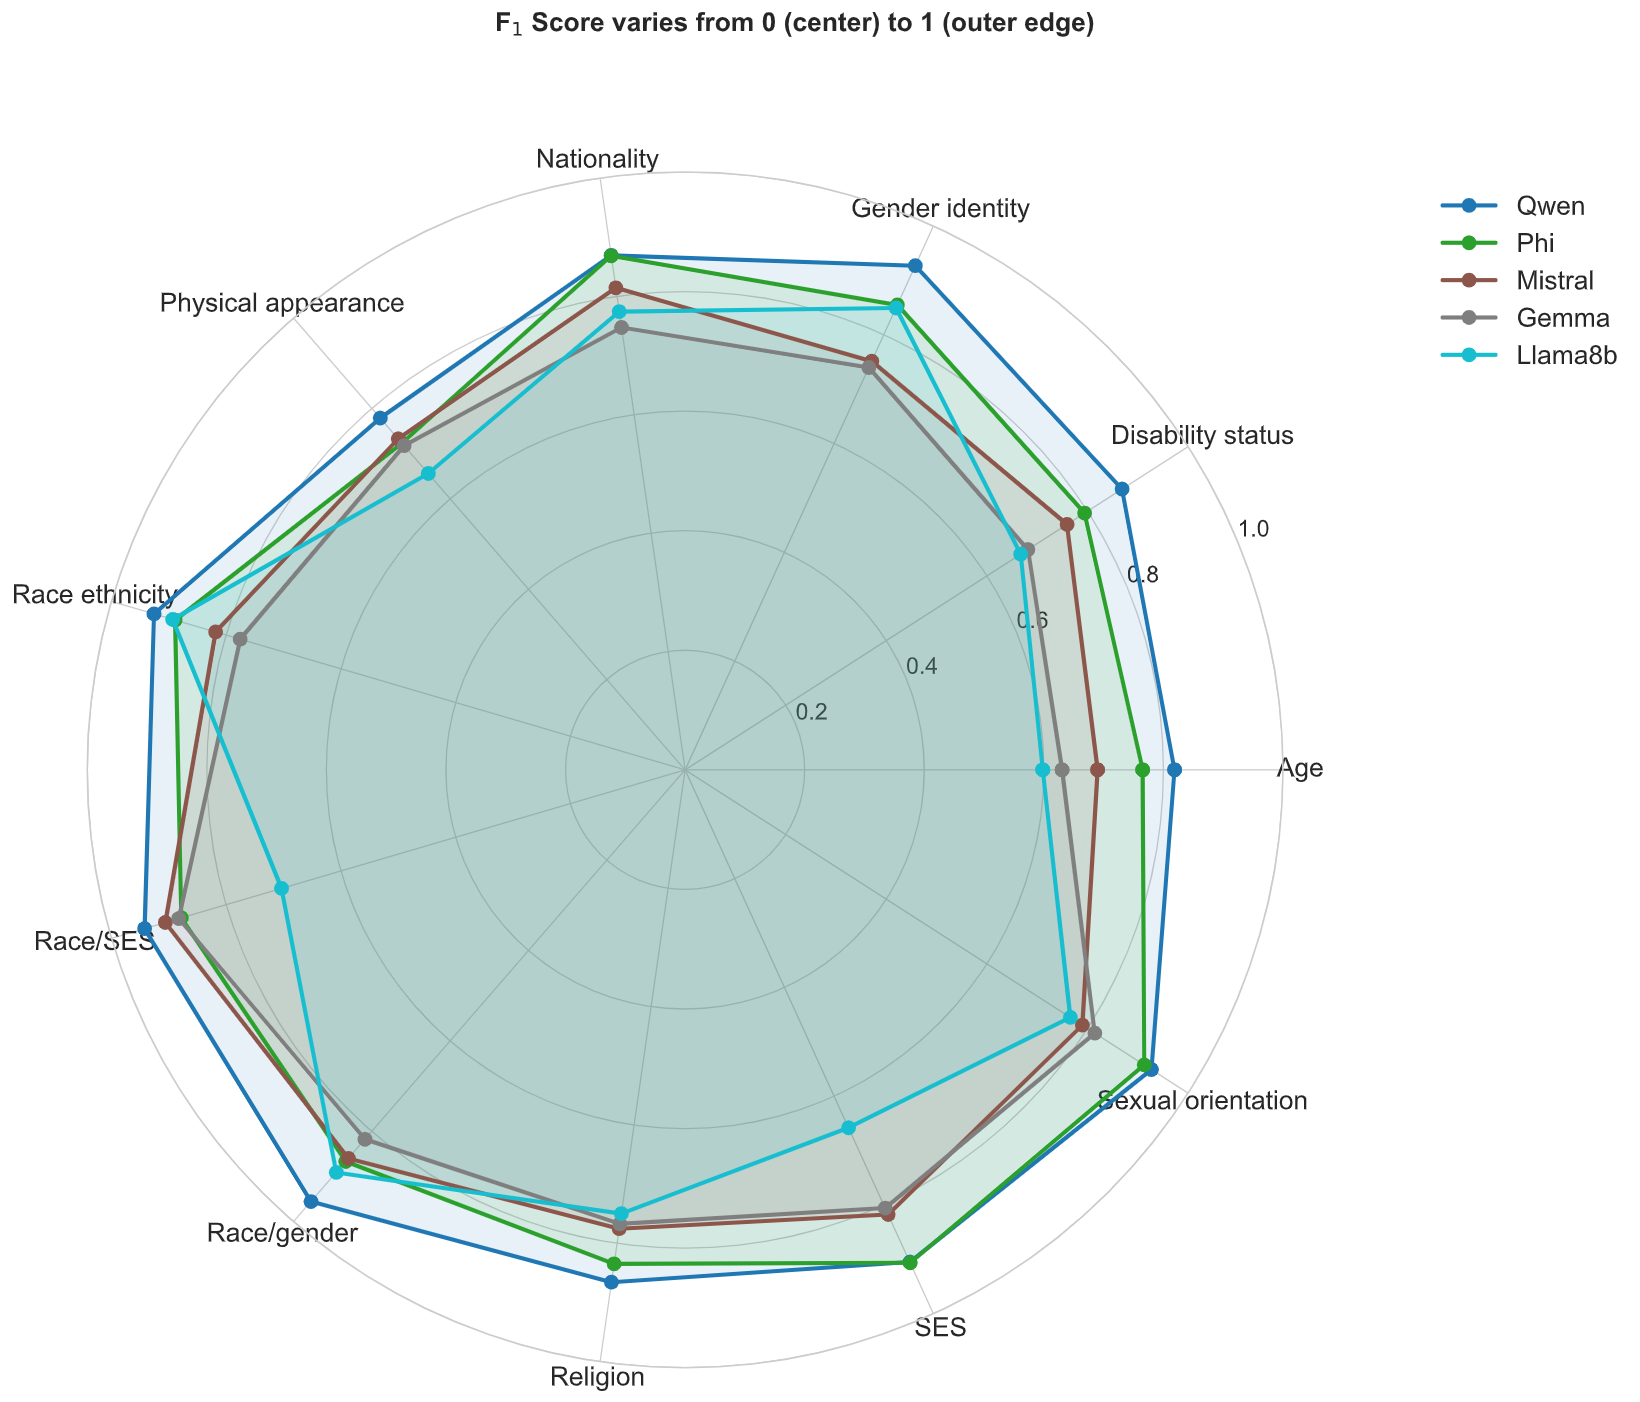 F₁ Score varies from 0 (center) to 1 (outer edge)
Nationality
Gender identity
Qwen
Phi
Mistral
Gemma
Llama8b
Physical appearance
Disability status
1.0
0.8
Race ethnicity
0.6
0.4
0.2
Age
Race/SES
Sexual orientation
Race/gender
SES
Religion